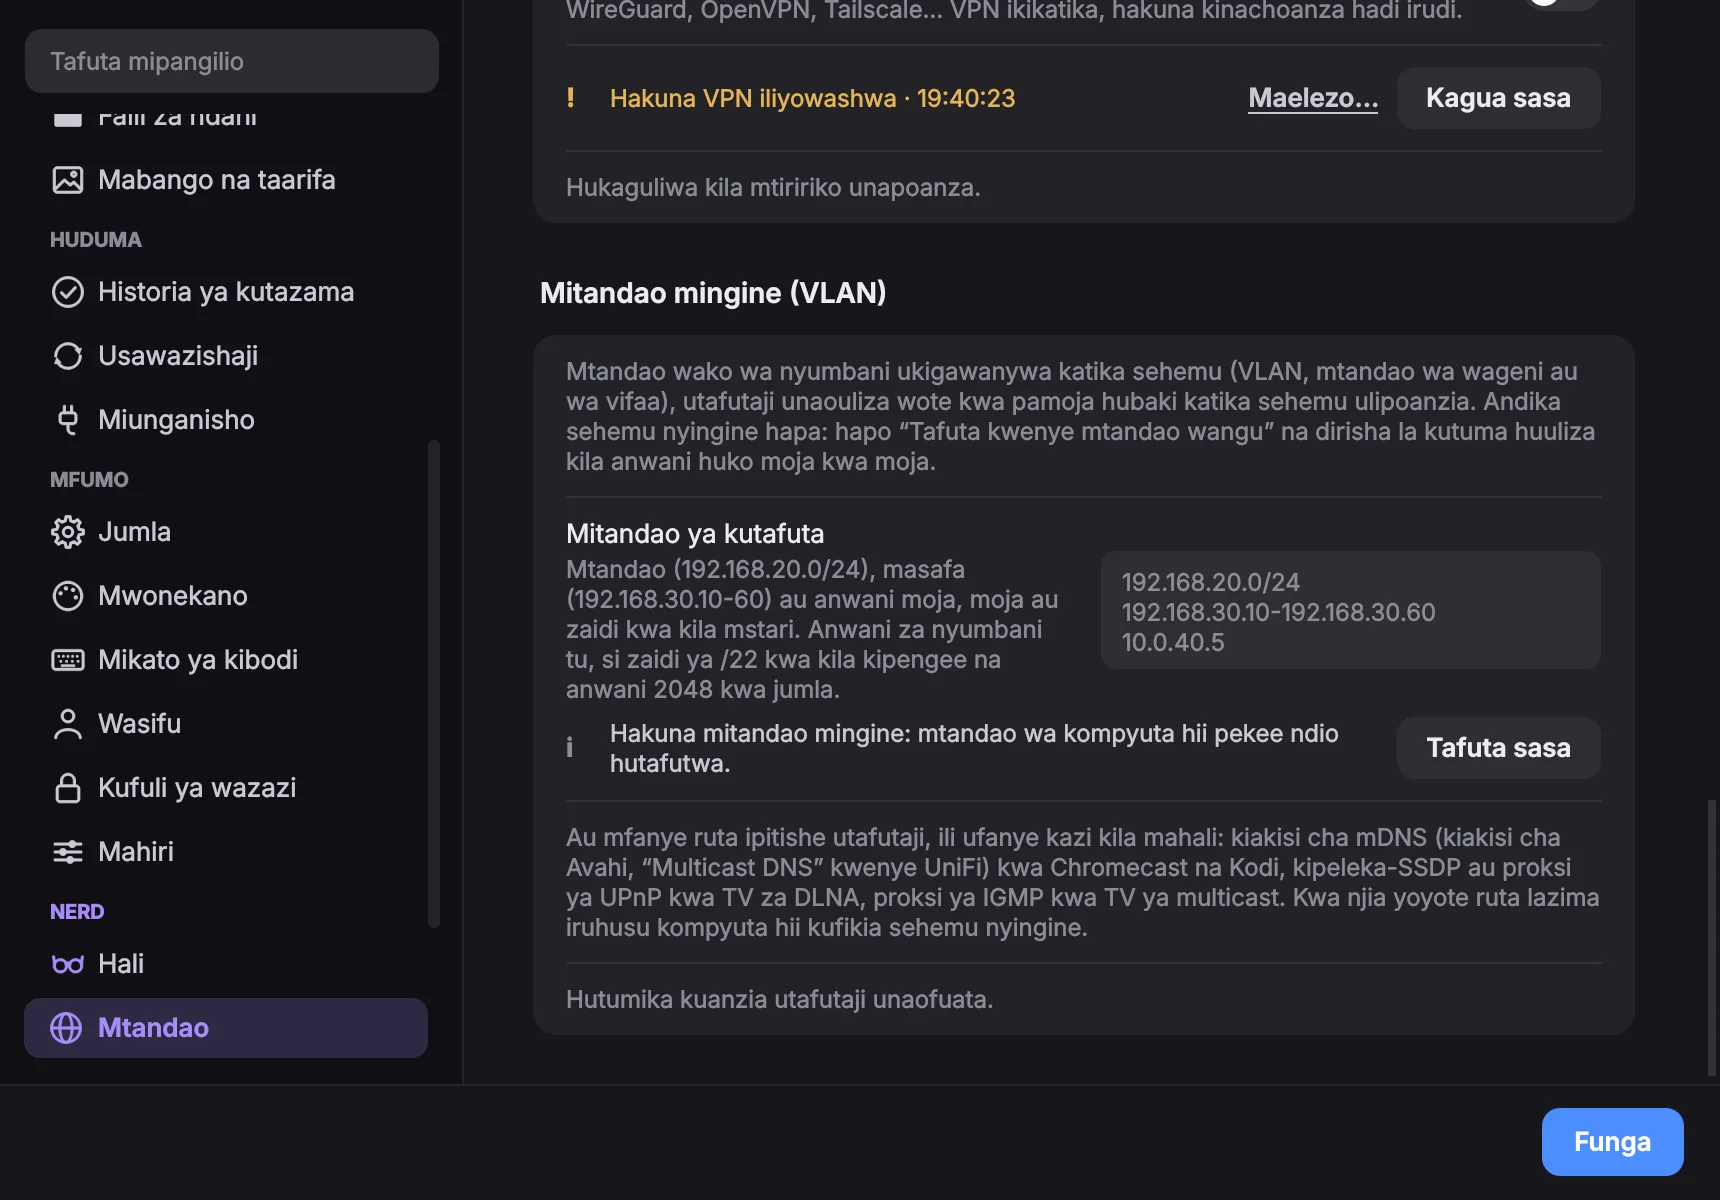 Tafuta mipangilio
Faili za ndani
Mabango na taarifa
HUDUMA
Historia ya kutazama
Usawazishaji
Miunganisho
MFUMO
Jumla
Mwonekano
Mikato ya kibodi
Wasifu
Kufuli ya wazazi
Mahiri
NERD
Hali
Mtandao
WireGuard, OpenVPN, Tailscale... VPN ikikatika, hakuna kinachoanza hadi irudi.
! Hakuna VPN iliyowashwa · 19:40:23
Maelezo...
Kagua sasa
Hukaguliwa kila mtiririko unapoanza.
Mitandao mingine (VLAN)
Mtandao wako wa nyumbani ukigawanywa katika sehemu (VLAN, mtandao wa wageni au
wa vifaa), utafutaji unaouliza wote kwa pamoja hubaki katika sehemu ulipoanzia. Andika
sehemu nyingine hapa: hapo “Tafuta kwenye mtandao wangu” na dirisha la kutuma huuliza
kila anwani huko moja kwa moja.
Mitandao ya kutafuta
Mtandao (192.168.20.0/24), masafa
(192.168.30.10-60) au anwani moja, moja au
zaidi kwa kila mstari. Anwani za nyumbani
tu, si zaidi ya /22 kwa kila kipengee na
anwani 2048 kwa jumla.
192.168.20.0/24
192.168.30.10-192.168.30.60
10.0.40.5
i Hakuna mitandao mingine: mtandao wa kompyuta hii pekee ndio
hutafutwa.
Tafuta sasa
Au mfanye ruta ipitishe utafutaji, ili ufanye kazi kila mahali: kiakisi cha mDNS (kiakisi cha
Avahi, “Multicast DNS” kwenye UniFi) kwa Chromecast na Kodi, kipeleka-SSDP au proksi
ya UPnP kwa TV za DLNA, proksi ya IGMP kwa TV ya multicast. Kwa njia yoyote ruta lazima
iruhusu kompyuta hii kufikia sehemu nyingine.
Hutumika kuanzia utafutaji unaofuata.
Funga